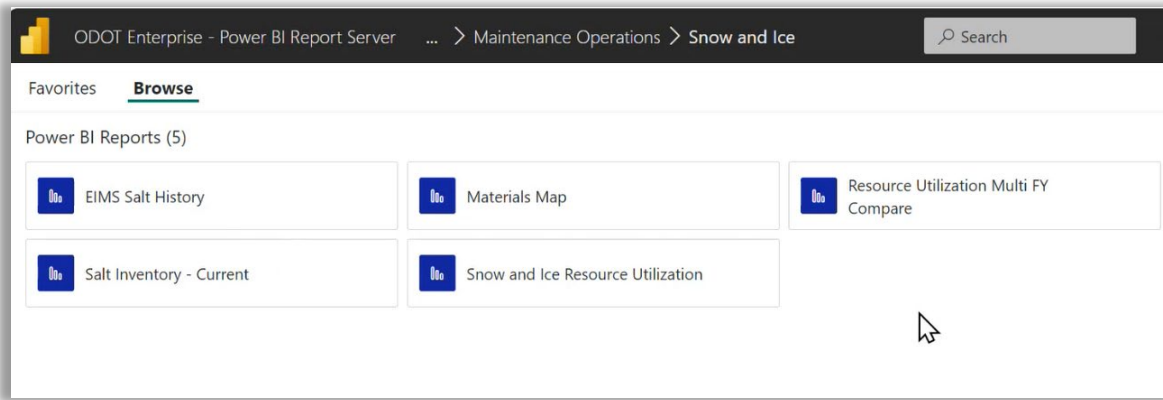 ODOT Enterprise - Power BI Report Server ... > Maintenance Operations > Snow and Ice Search
Favorites Browse
Power BI Reports (5)
EIMS Salt History Materials Map Resource Utilization Multi FY
Compare
Salt Inventory - Current Snow and Ice Resource Utilization